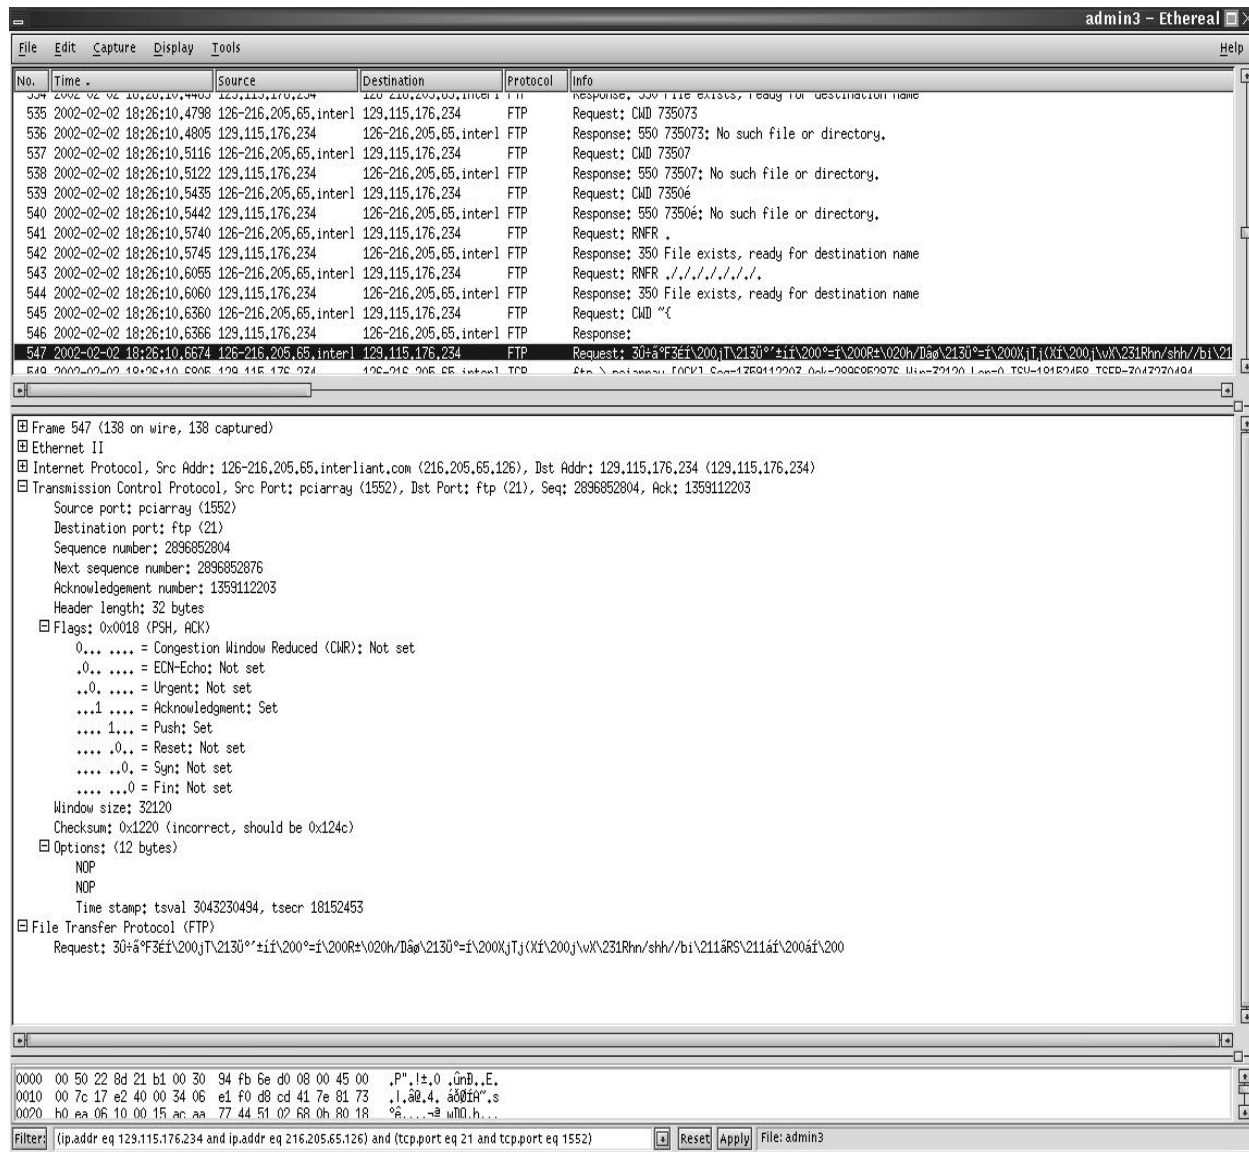 admin3 – Ethereal
File Edit Capture Display Tools Help
No. Time Source Destination Protocol Info
535 2002-02-02 18:26:10.4798 126-216.205.65.interl 129.115.176.234 FTP Request: CWD 735073
536 2002-02-02 18:26:10.4805 129.115.176.234 126-216.205.65.interl FTP Response: 550 735073: No such file or directory.
537 2002-02-02 18:26:10.5116 126-216.205.65.interl 129.115.176.234 FTP Request: CWD 73507
538 2002-02-02 18:26:10.5122 129.115.176.234 126-216.205.65.interl FTP Response: 550 73507: No such file or directory.
539 2002-02-02 18:26:10.5435 126-216.205.65.interl 129.115.176.234 FTP Request: CWD 7350é
540 2002-02-02 18:26:10.5442 129.115.176.234 126-216.205.65.interl FTP Response: 550 7350é: No such file or directory.
541 2002-02-02 18:26:10.5740 126-216.205.65.interl 129.115.176.234 FTP Request: RNFR .
542 2002-02-02 18:26:10.5745 129.115.176.234 126-216.205.65.interl FTP Response: 350 File exists, ready for destination name
543 2002-02-02 18:26:10.6055 126-216.205.65.interl 129.115.176.234 FTP Request: RNFR ././././././././.
544 2002-02-02 18:26:10.6060 129.115.176.234 126-216.205.65.interl FTP Response: 350 File exists, ready for destination name
545 2002-02-02 18:26:10.6360 126-216.205.65.interl 129.115.176.234 FTP Request: CWD ~{
546 2002-02-02 18:26:10.6366 129.115.176.234 126-216.205.65.interl FTP Response:
547 2002-02-02 18:26:10.6674 126-216.205.65.interl 129.115.176.234 FTP Request:
Frame 547 (138 on wire, 138 captured)
Ethernet II
Internet Protocol, Src Addr: 126-216.205.65.interliant.com (216.205.65.126), Dst Addr: 129.115.176.234 (129.115.176.234)
Transmission Control Protocol, Src Port: pciarray (1552), Dst Port: ftp (21), Seq: 2896852804, Ack: 1359112203
Source port: pciarray (1552)
Destination port: ftp (21)
Sequence number: 2896852804
Next sequence number: 2896852876
Acknowledgement number: 1359112203
Header length: 32 bytes
Flags: 0x0018 (PSH, ACK)
0... .... = Congestion Window Reduced (CWR): Not set
.0.. .... = ECN-Echo: Not set
..0. .... = Urgent: Not set
...1 .... = Acknowledgment: Set
.... 1... = Push: Set
.... .0.. = Reset: Not set
.... ..0. = Syn: Not set
.... ...0 = Fin: Not set
Window size: 32120
Checksum: 0x1220 (incorrect, should be 0x124c)
Options: (12 bytes)
NOP
NOP
Time stamp: tsval 3043230494, tsecr 18152453
File Transfer Protocol (FTP)
Request:
0000 00 50 22 8d 21 b1 00 30 94 fb 6e d0 08 00 45 00 .P".!±.0 .ûnÐ..E.
0010 00 7c 17 e2 40 00 34 06 e1 f0 d8 cd 41 7e 81 73 .|.â@.4. áðØÍA~.s
0020 b0 ea 06 10 00 15 ac aa 77 44 51 02 68 0b 80 18
Filter: (ip.addr eq 129.115.176.234 and ip.addr eq 216.205.65.126) and (tcp.port eq 21 and tcp.port eq 1552) Reset Apply File: admin3